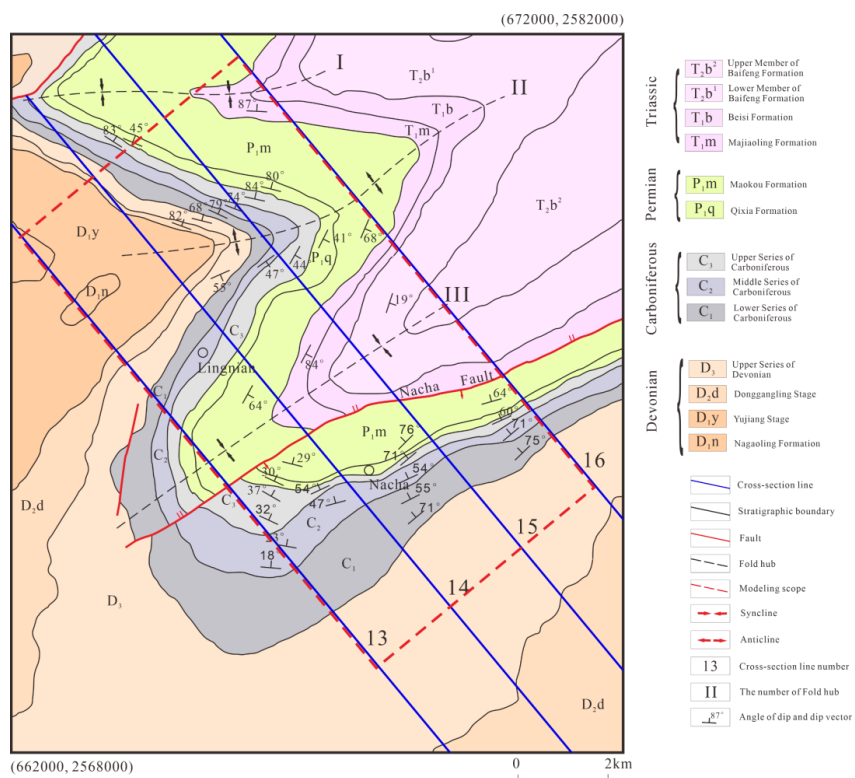 (672000, 2582000)
I
T₂b¹
II
87°
T₁b
T₁m
83°
45°
P₁m
80°
84°
74°
79°
68°
82°
T₂b²
D₁y
41°
68°
P₁q
44
47°
55°
D₁n
19°
III
C₃
Lingnian
84°
Nacha Fault
C₁
64°
64°
60°
P₁m
76
71°
71°
75°
16
C₂
29°
30°
Nacha
54°
54
37°
C₃
55°
47°
D₂d
32°
C₂
71°
15
18
C₁
14
D₃
13
D₂d
(662000, 2568000)
0 2km
Triassic
T₂b² Upper Member of Baifeng Formation
T₂b¹ Lower Member of Baifeng Formation
T₁b Beisi Formation
T₁m Majiaoling Formation
Permian
P₁m Maokou Formation
P₁q Qixia Formation
Carboniferous
C₃ Upper Series of Carboniferous
C₂ Middle Series of Carboniferous
C₁ Lower Series of Carboniferous
Devonian
D₃ Upper Series of Devonian
D₂d Donggangling Stage
D₁y Yujiang Stage
D₁n Nagaoling Formation
Cross-section line
Stratigraphic boundary
Fault
Fold hub
Modeling scope
Syncline
Anticline
13 Cross-section line number
II The number of Fold hub
87° Angle of dip and dip vector